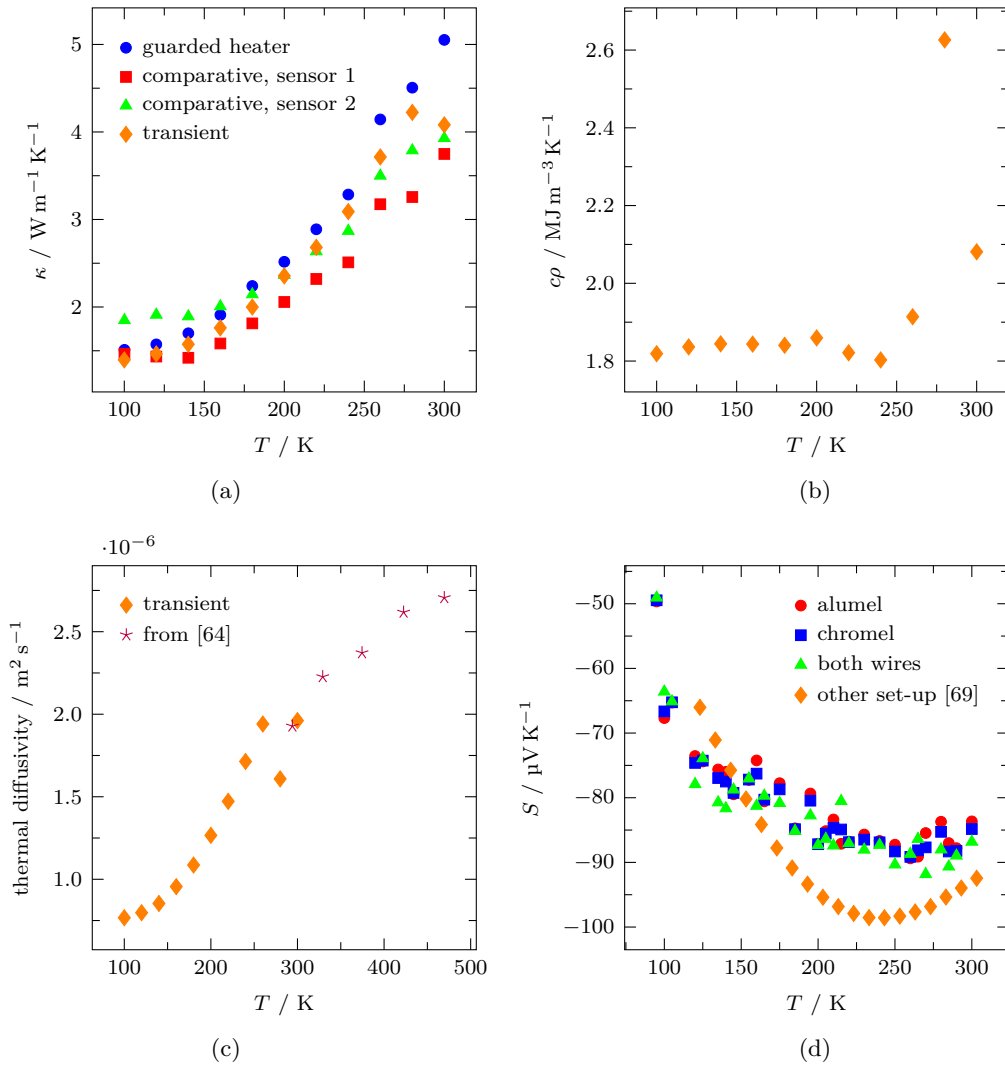 5
4
3
2
κ / W m−1 K−1
guarded heater
comparative, sensor 1
comparative, sensor 2
transient
100 150 200 250 300
T / K
(a)
2.6
2.4
2.2
2.0
1.8
cρ / MJ m−3 K−1
100 150 200 250 300
T / K
(b)
·10−6
2.5
2.0
1.5
1.0
thermal diffusivity / m2 s−1
transient
from [64]
100 200 300 400 500
T / K
(c)
−50
−60
−70
−80
−90
−100
S / µV K−1
alumel
chromel
both wires
other set-up [69]
100 150 200 250 300
T / K
(d)